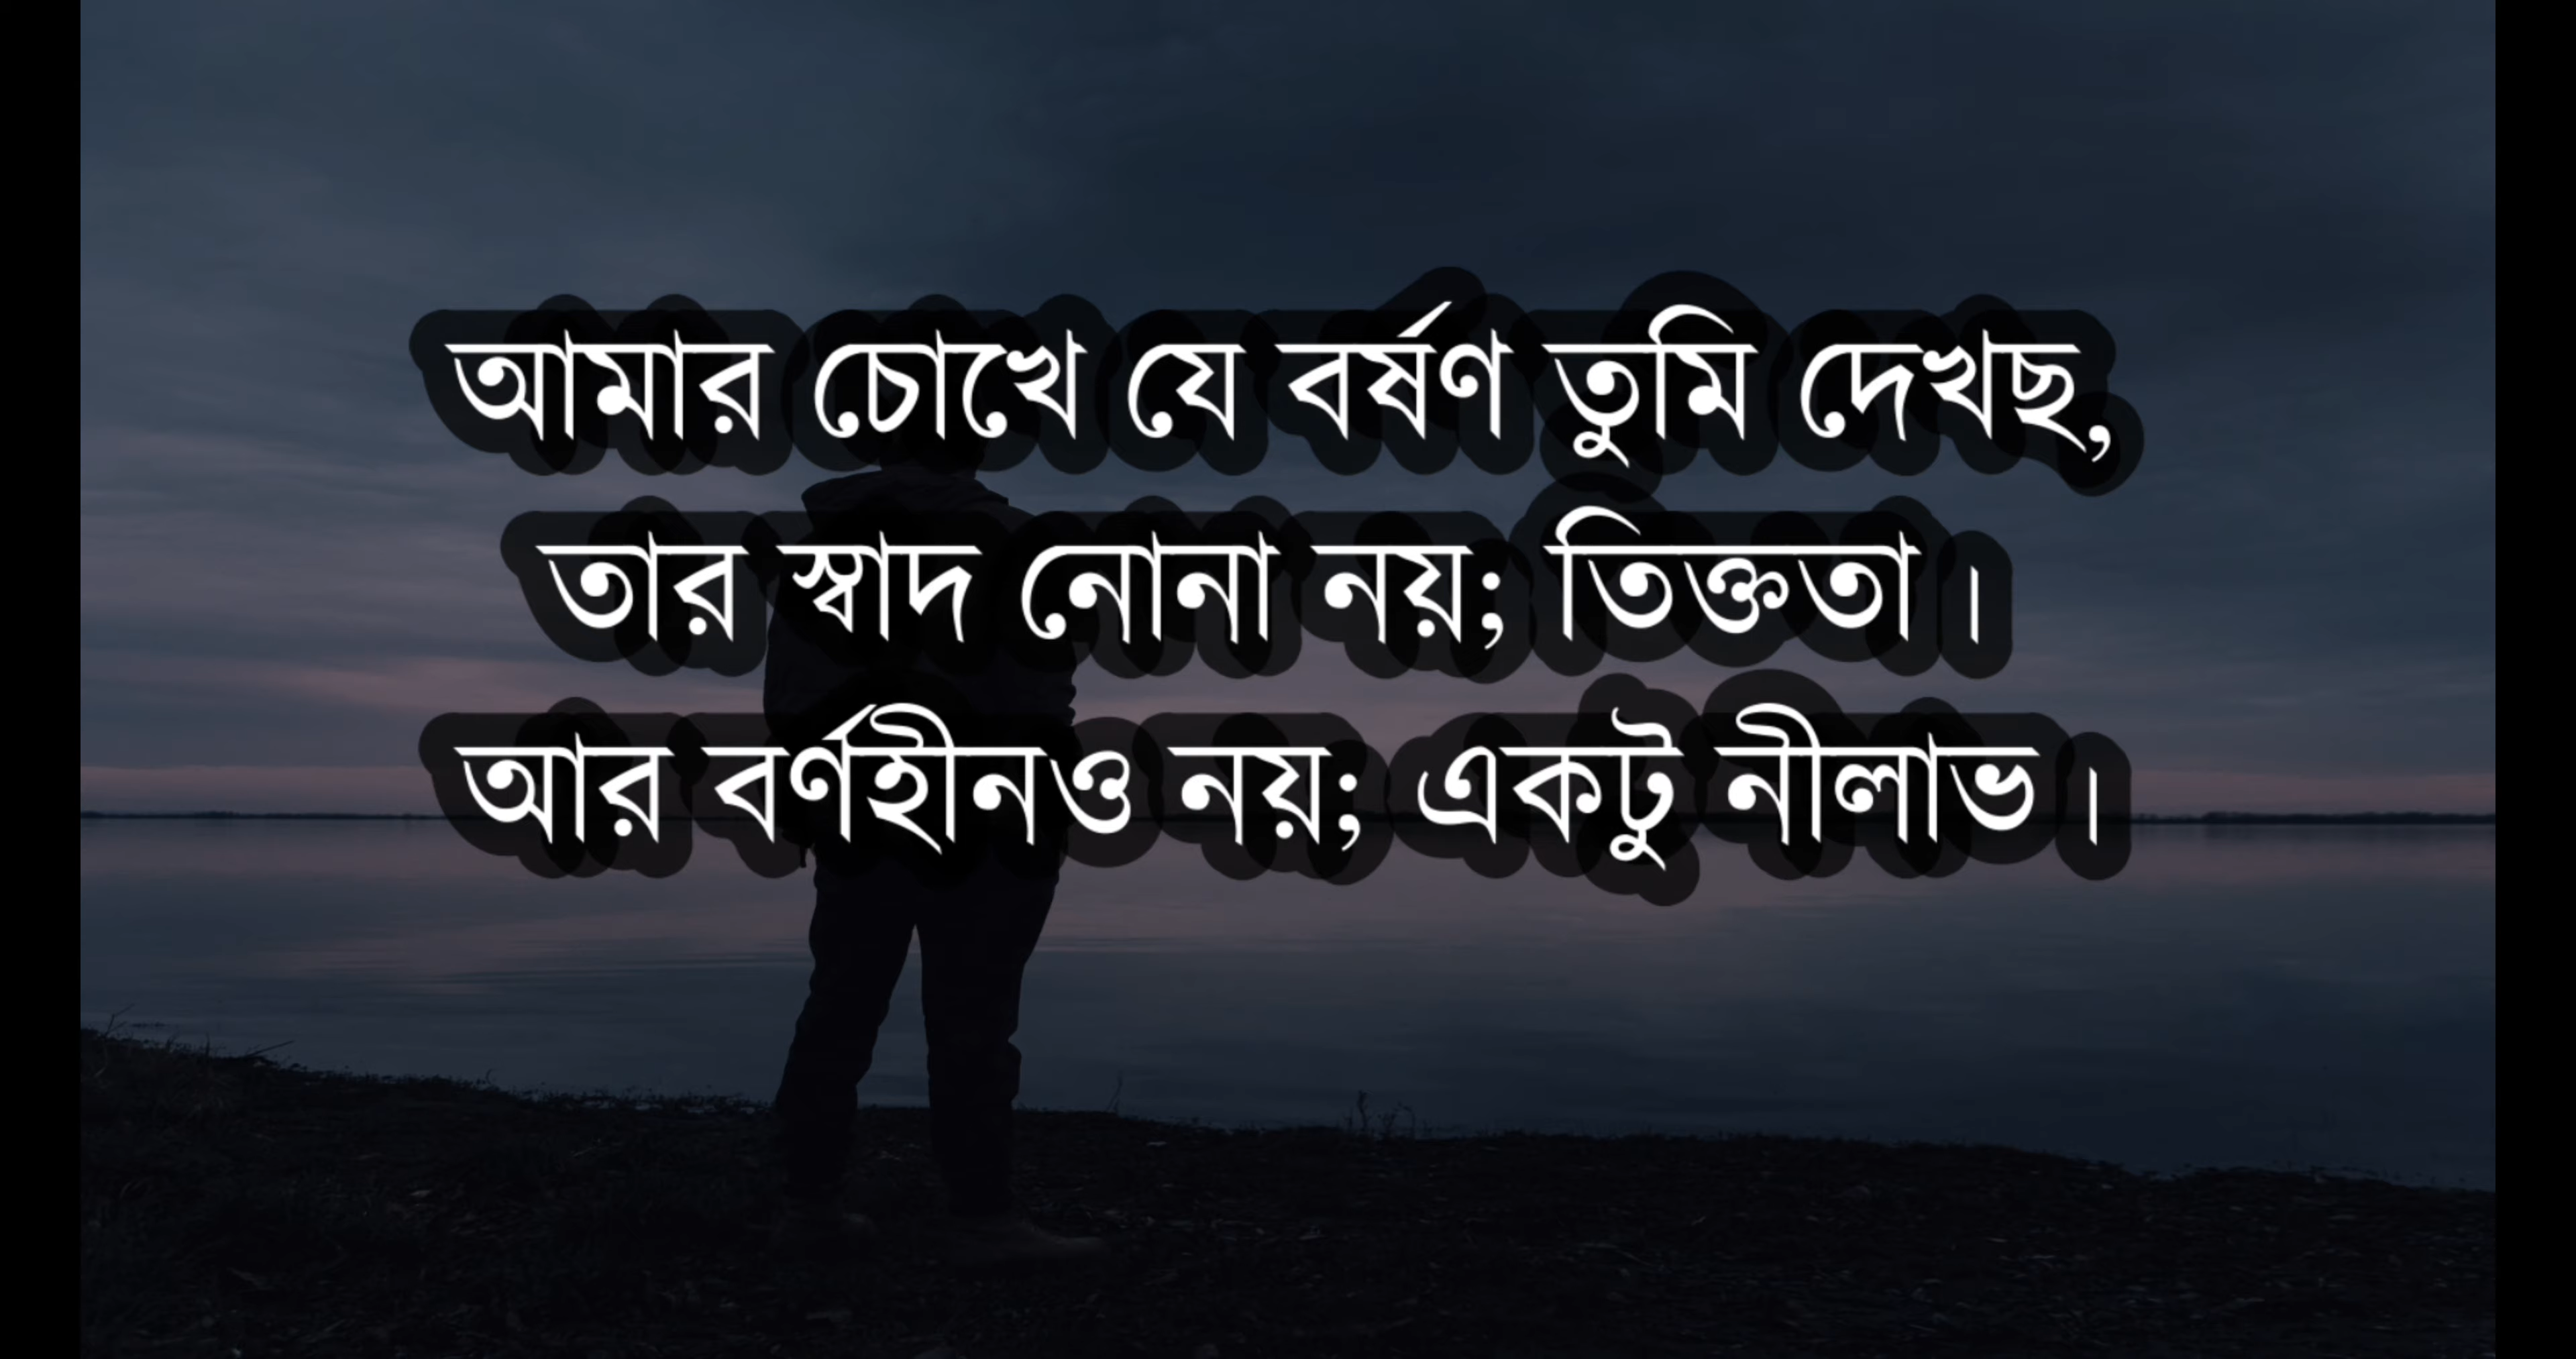 আমার চোখে যে বর্ষণ তুমি দেখছ,
তার স্বাদ নোনা নয়; তিক্ততা।
আর বর্ণহীনও নয়; একটু নীলাভ।